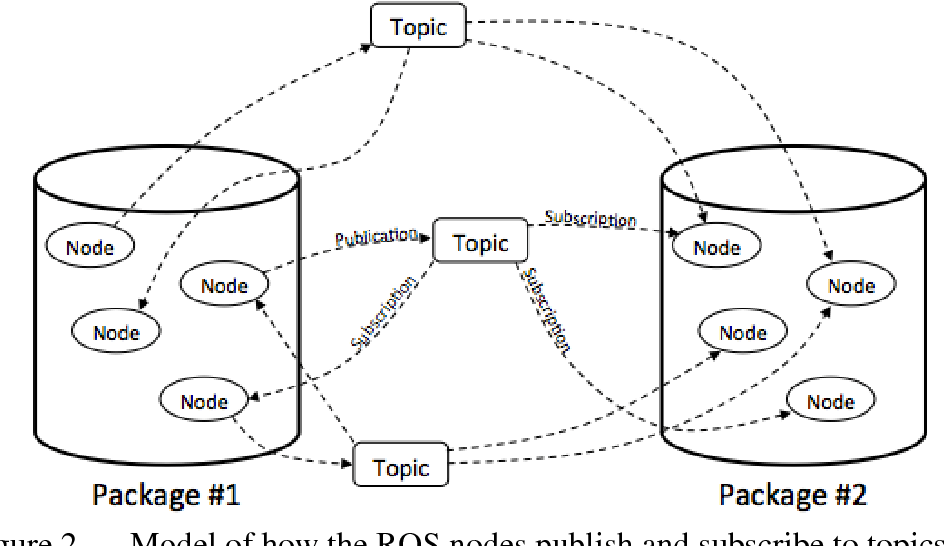 Topic
Node
Publication
Topic
Subscription
Node
Node
Subscription
Subscription
Node
Node
Node
Node
Node
Topic
Package #1
Package #2
gure 2. Model of how the ROS nodes publish and subscribe to topics